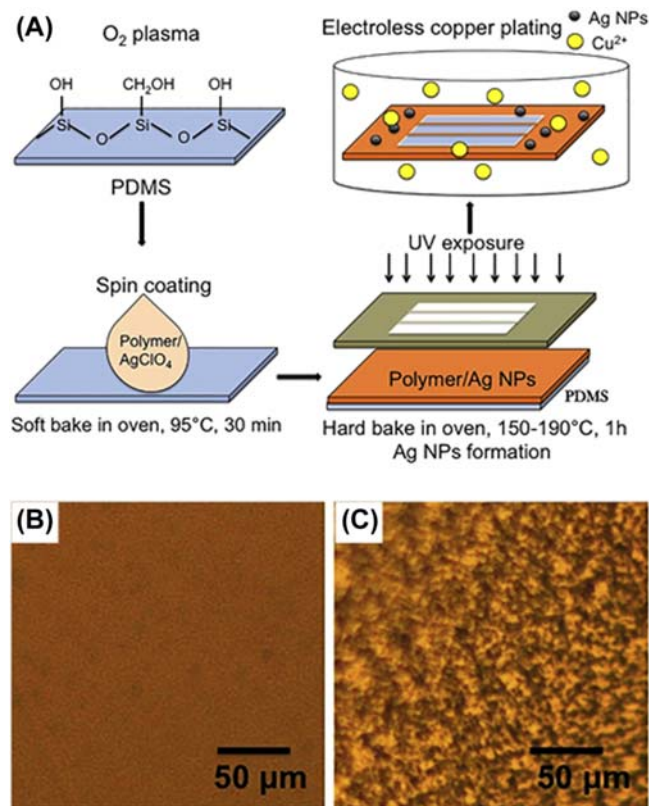 (A)
O₂ plasma
OH
CH₂OH
OH
Si
O
Si
O
Si
PDMS
Spin coating
Polymer/
AgClO₄
Soft bake in oven, 95°C, 30 min
Electroless copper plating
Ag NPs
Cu²⁺
UV exposure
Polymer/Ag NPs
PDMS
Hard bake in oven, 150-190°C, 1h
Ag NPs formation
(B)
50 µm
(C)
50 µm